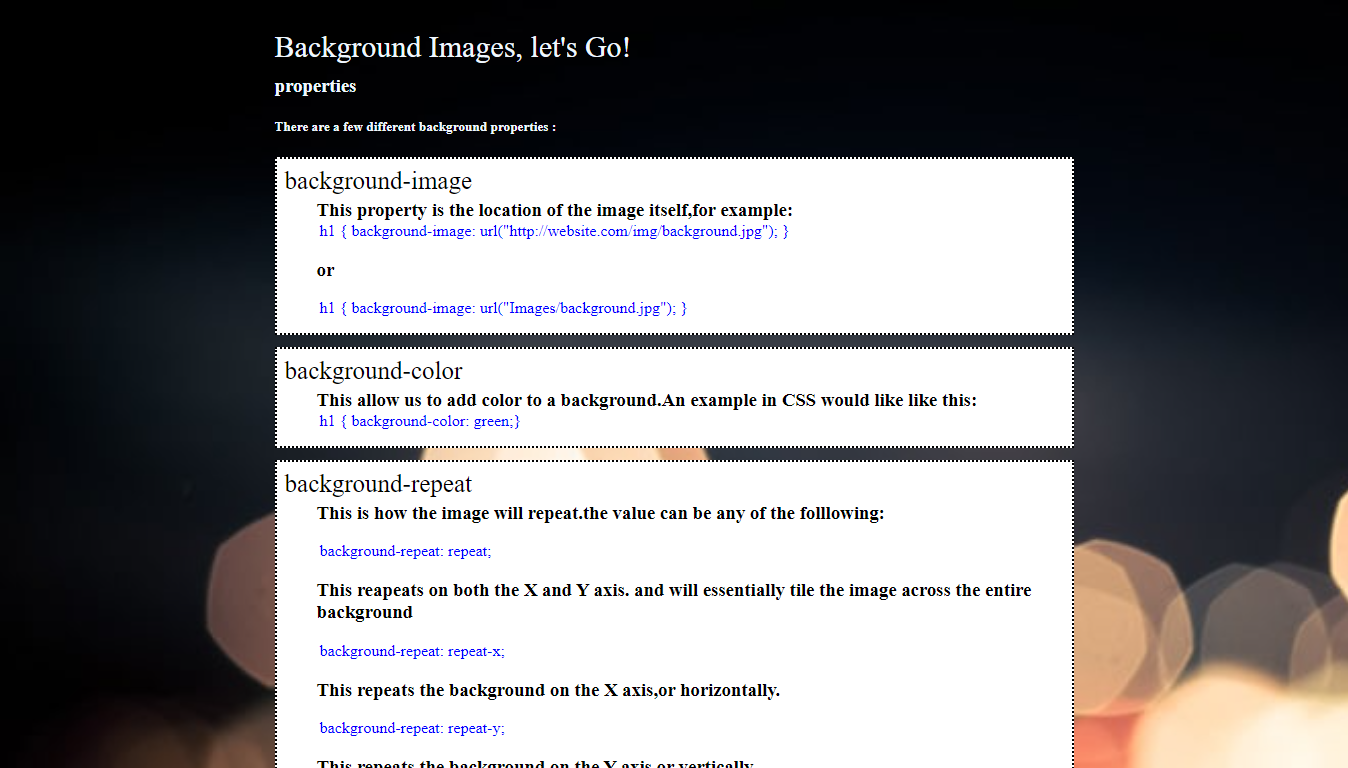 Background Images, let's Go!
properties
There are a few different background properties :
background-image
This property is the location of the image itself,for example:
h1 { background-image: url("http://website.com/img/background.jpg"); }
or
h1 { background-image: url("Images/background.jpg"); }
background-color
This allow us to add color to a background.An example in CSS would like like this:
h1 { background-color: green;}
background-repeat
This is how the image will repeat.the value can be any of the folllowing:
background-repeat: repeat;
This reapeats on both the X and Y axis. and will essentially tile the image across the entire
background
background-repeat: repeat-x;
This repeats the background on the X axis,or horizontally.
background-repeat: repeat-y;
This repeats the background on the Y axis,or vertically.